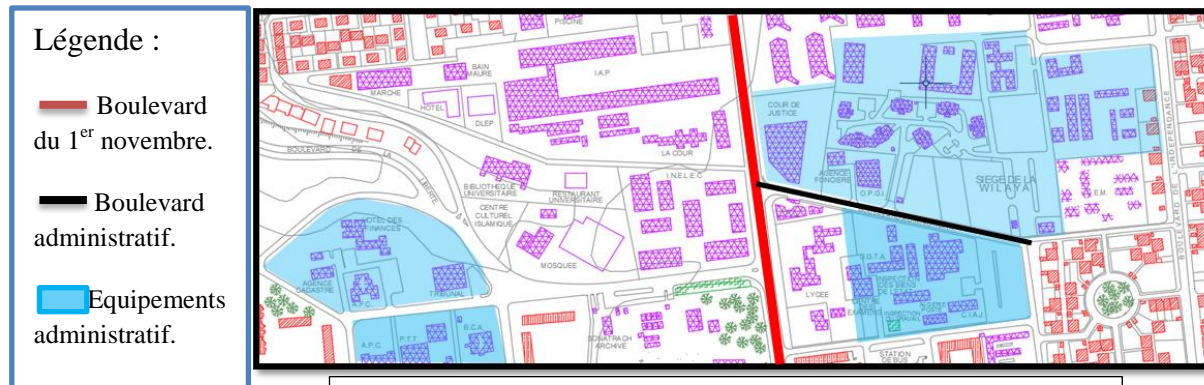 Légende :
Boulevard
du 1er novembre.
Boulevard
administratif.
Equipements
administratif.
PISCINE
BAIN
MAURE
I.A.P
MARCHE
HOTEL
DLEP
COUR DE
JUSTICE
LA COUR
BOULEVARD DE LA LIBERTE
I.N.E.L.E.C
BIBLIOTHEQUE
UNIVERSITAIRE
RESTAURANT
UNIVERSITAIRE
AGENCE
FONCIERE
O.P.G.I
SIEGE DE LA
WILAYA
BOULEVARD DE L'INDEPENDANCE
CENTRE
CULTUREL
ISLAMIQUE
HOTEL DES
FINANCES
MOSQUEE
AGENCE
CADASTRE
TRIBUNAL
LYCEE
C.I.A.J.
A.P.C.
P.T.T
B.C.A.
SONATRACH
ARCHIVE
STATION
DE BUS